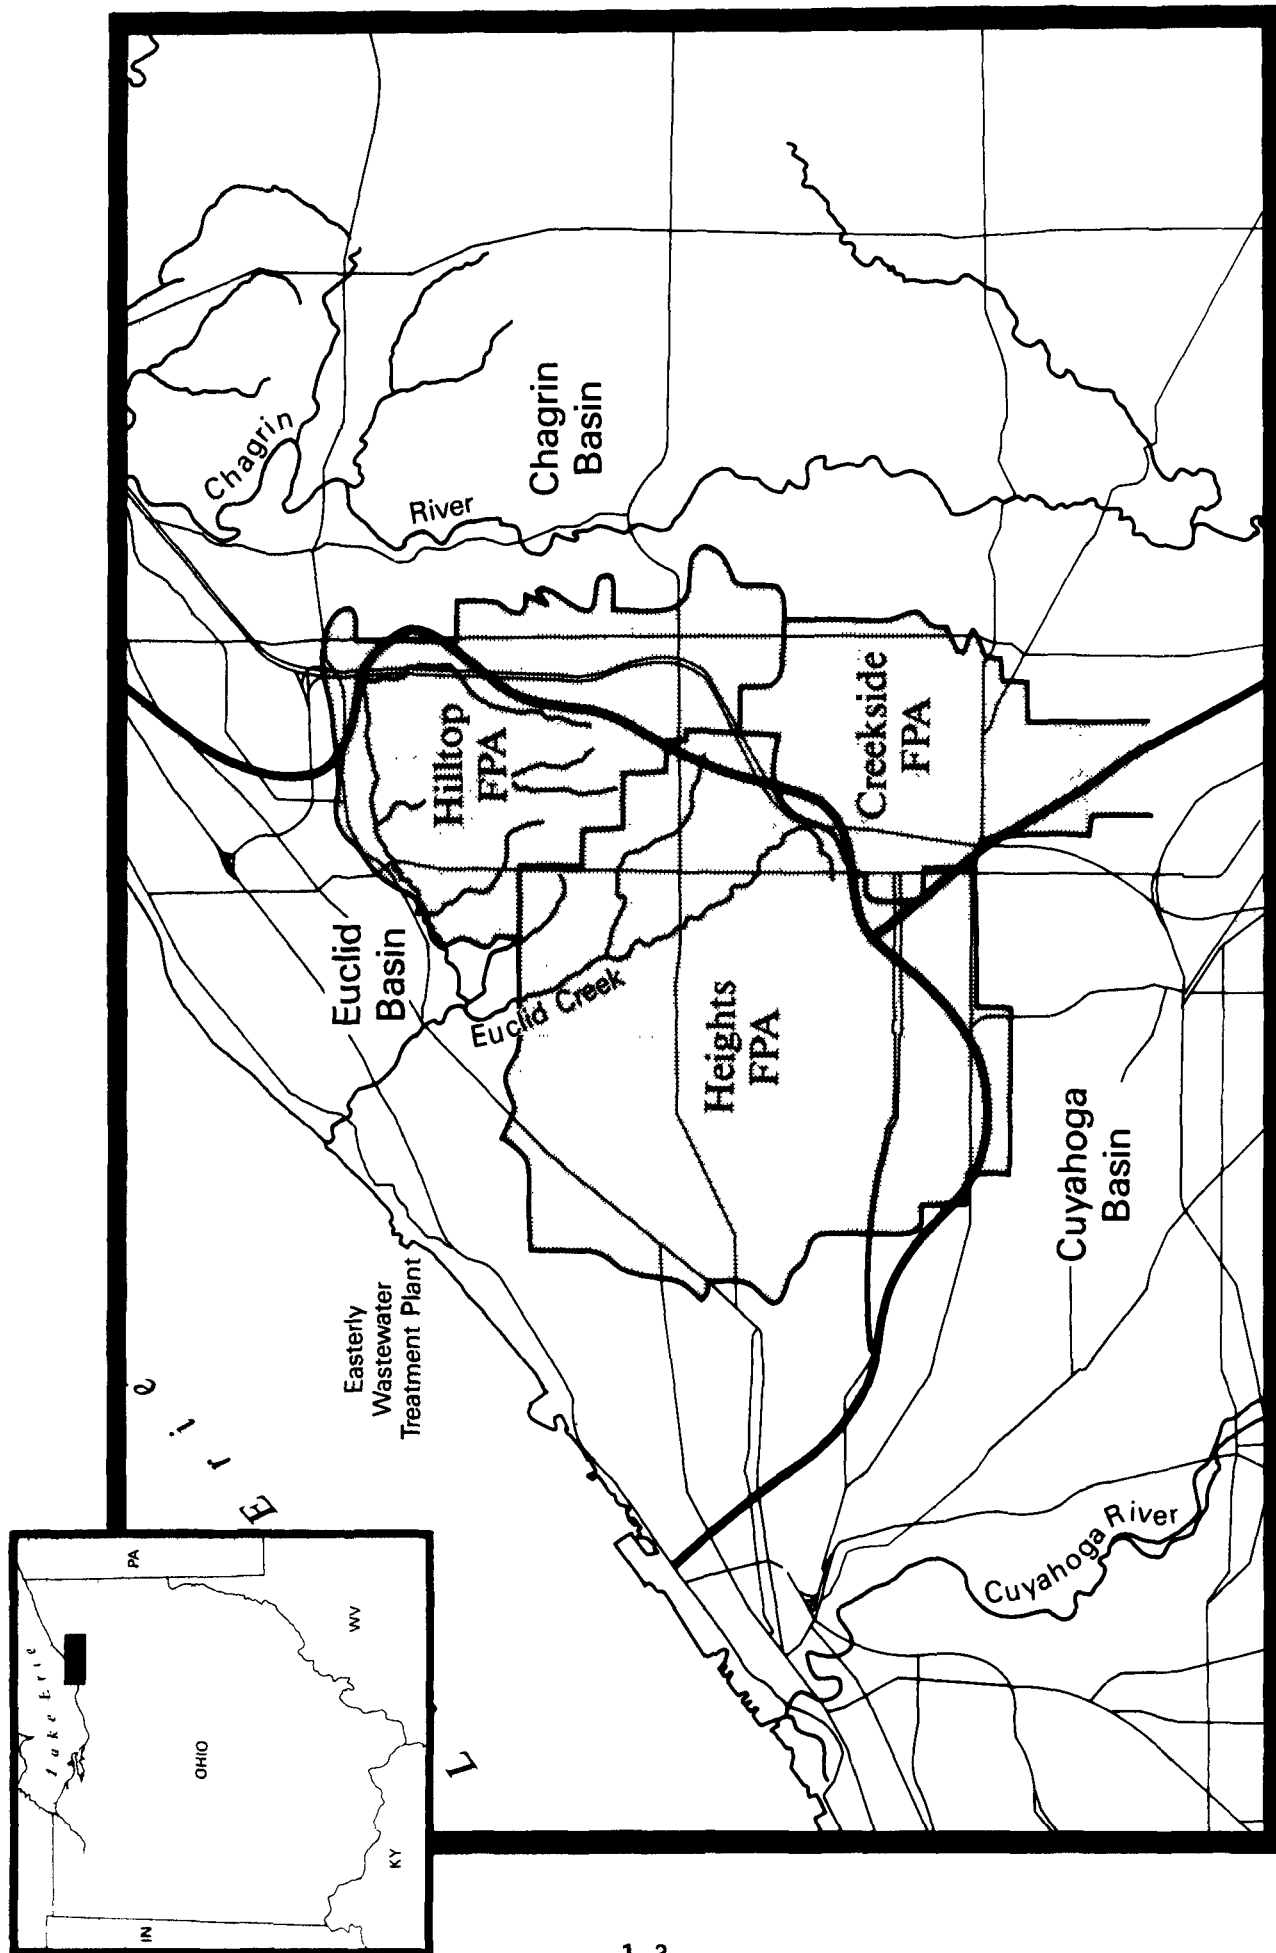 PA
WV
Lake Erie
OHIO
KY
IN
L
E r i e
Easterly
Wastewater
Treatment Plant
Euclid
Basin
Euclid Creek
Chagrin
River
Chagrin
Basin
Hilltop
FPA
Creekside
FPA
Heights
FPA
Cuyahoga
Basin
Cuyahoga River
1-3